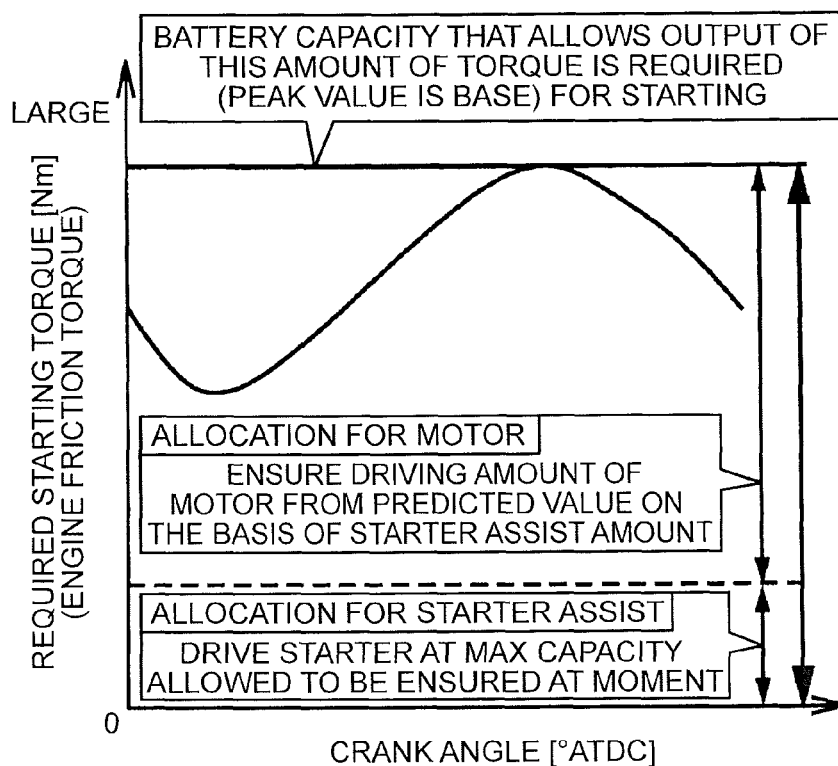 BATTERY CAPACITY THAT ALLOWS OUTPUT OF
THIS AMOUNT OF TORQUE IS REQUIRED
(PEAK VALUE IS BASE) FOR STARTING
LARGE
REQUIRED STARTING TORQUE [Nm]
(ENGINE FRICTION TORQUE)
ALLOCATION FOR MOTOR
ENSURE DRIVING AMOUNT OF
MOTOR FROM PREDICTED VALUE ON
THE BASIS OF STARTER ASSIST AMOUNT
ALLOCATION FOR STARTER ASSIST
DRIVE STARTER AT MAX CAPACITY
ALLOWED TO BE ENSURED AT MOMENT
0
CRANK ANGLE [°ATDC]